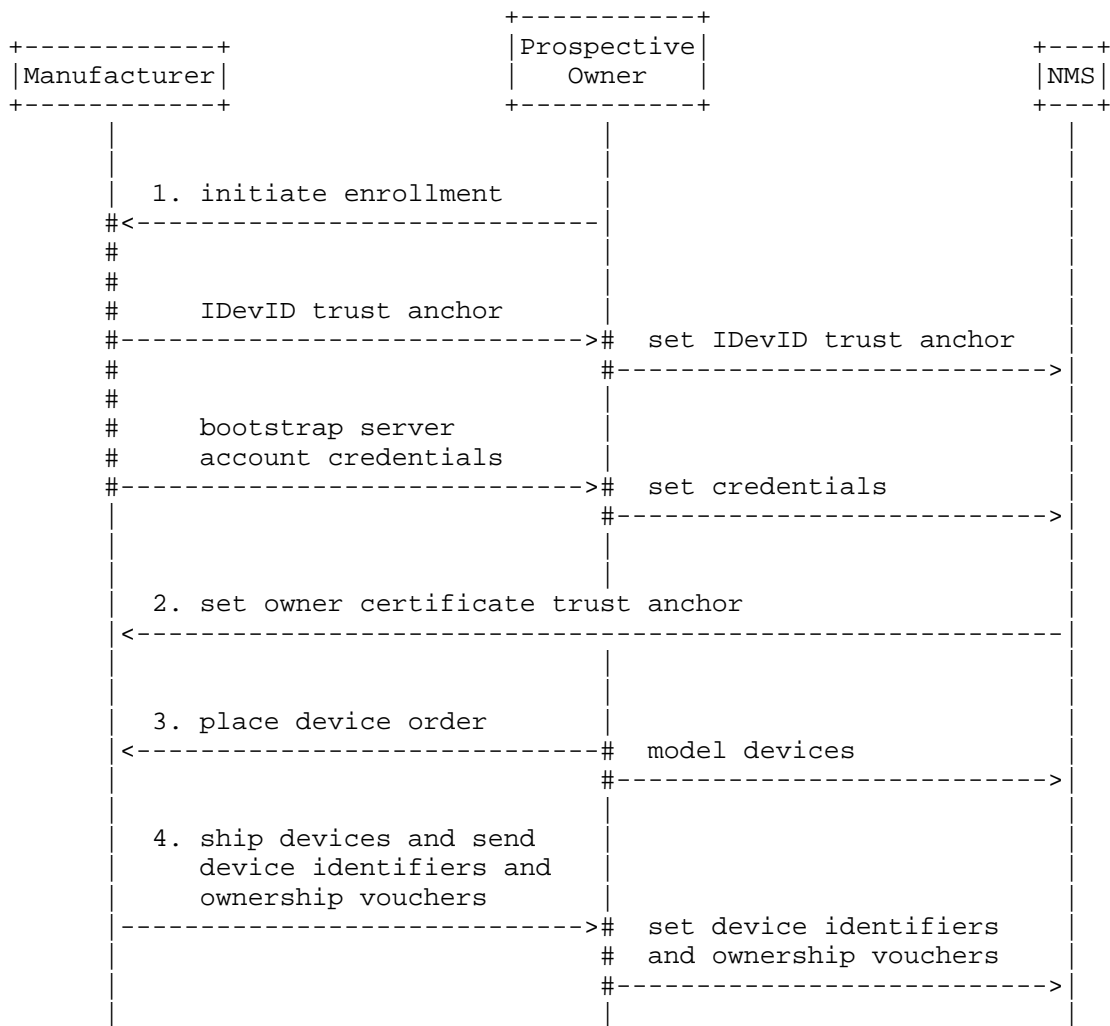 Prospective
Manufacturer Owner NMS
1. initiate enrollment
IDevID trust anchor
set IDevID trust anchor
bootstrap server
account credentials
set credentials
2. set owner certificate trust anchor
3. place device order
model devices
4. ship devices and send
device identifiers and
ownership vouchers
set device identifiers
and ownership vouchers